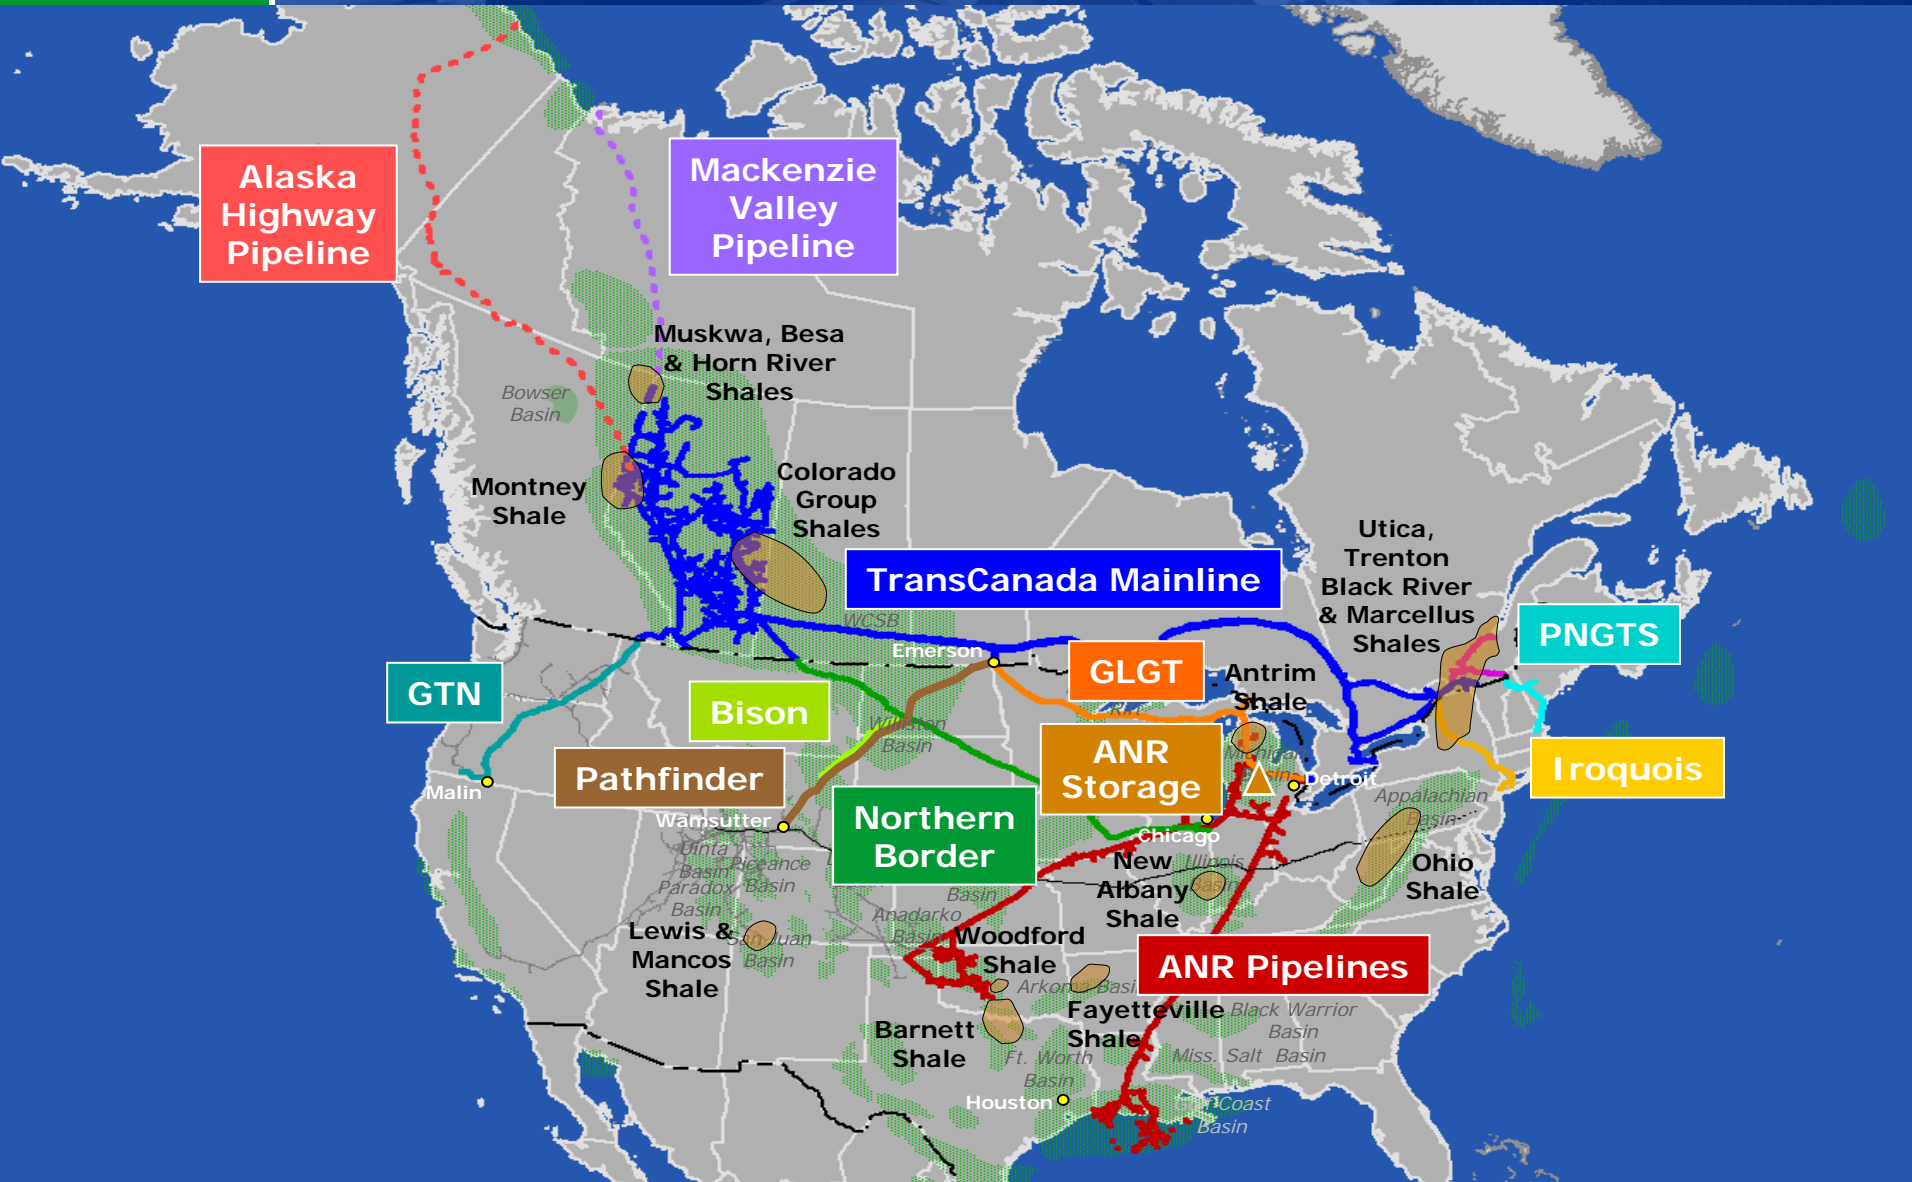 Alaska
Highway
Pipeline
Mackenzie
Valley
Pipeline
Muskwa, Besa
& Horn River
Shales
Bowser
Basin
Montney
Shale
Colorado
Group
Shales
Utica,
Trenton
Black River
& Marcellus
Shales
TransCanada Mainline
WCSB
Emerson
PNGTS
GTN
GLGT
Antrim
Shale
Bison
Williston
Basin
Rift
Michigan
Basin
ANR
Storage
Iroquois
Pathfinder
Detroit
Malin
Appalachian
Basin
Wamsutter
Northern
Border
Chicago
Uinta
Basin
Piceance
Basin
Paradox
Basin
New
Albany
Shale
Illinois
Basin
Ohio
Shale
Basin
Anadarko
Basin
Lewis &
Mancos
Shale
San Juan
Basin
Woodford
Shale
ANR Pipelines
Arkoma Basin
Fayetteville
Shale
Black Warrior
Basin
Barnett
Shale
Ft. Worth
Basin
Miss. Salt Basin
Houston
Gulf Coast
Basin